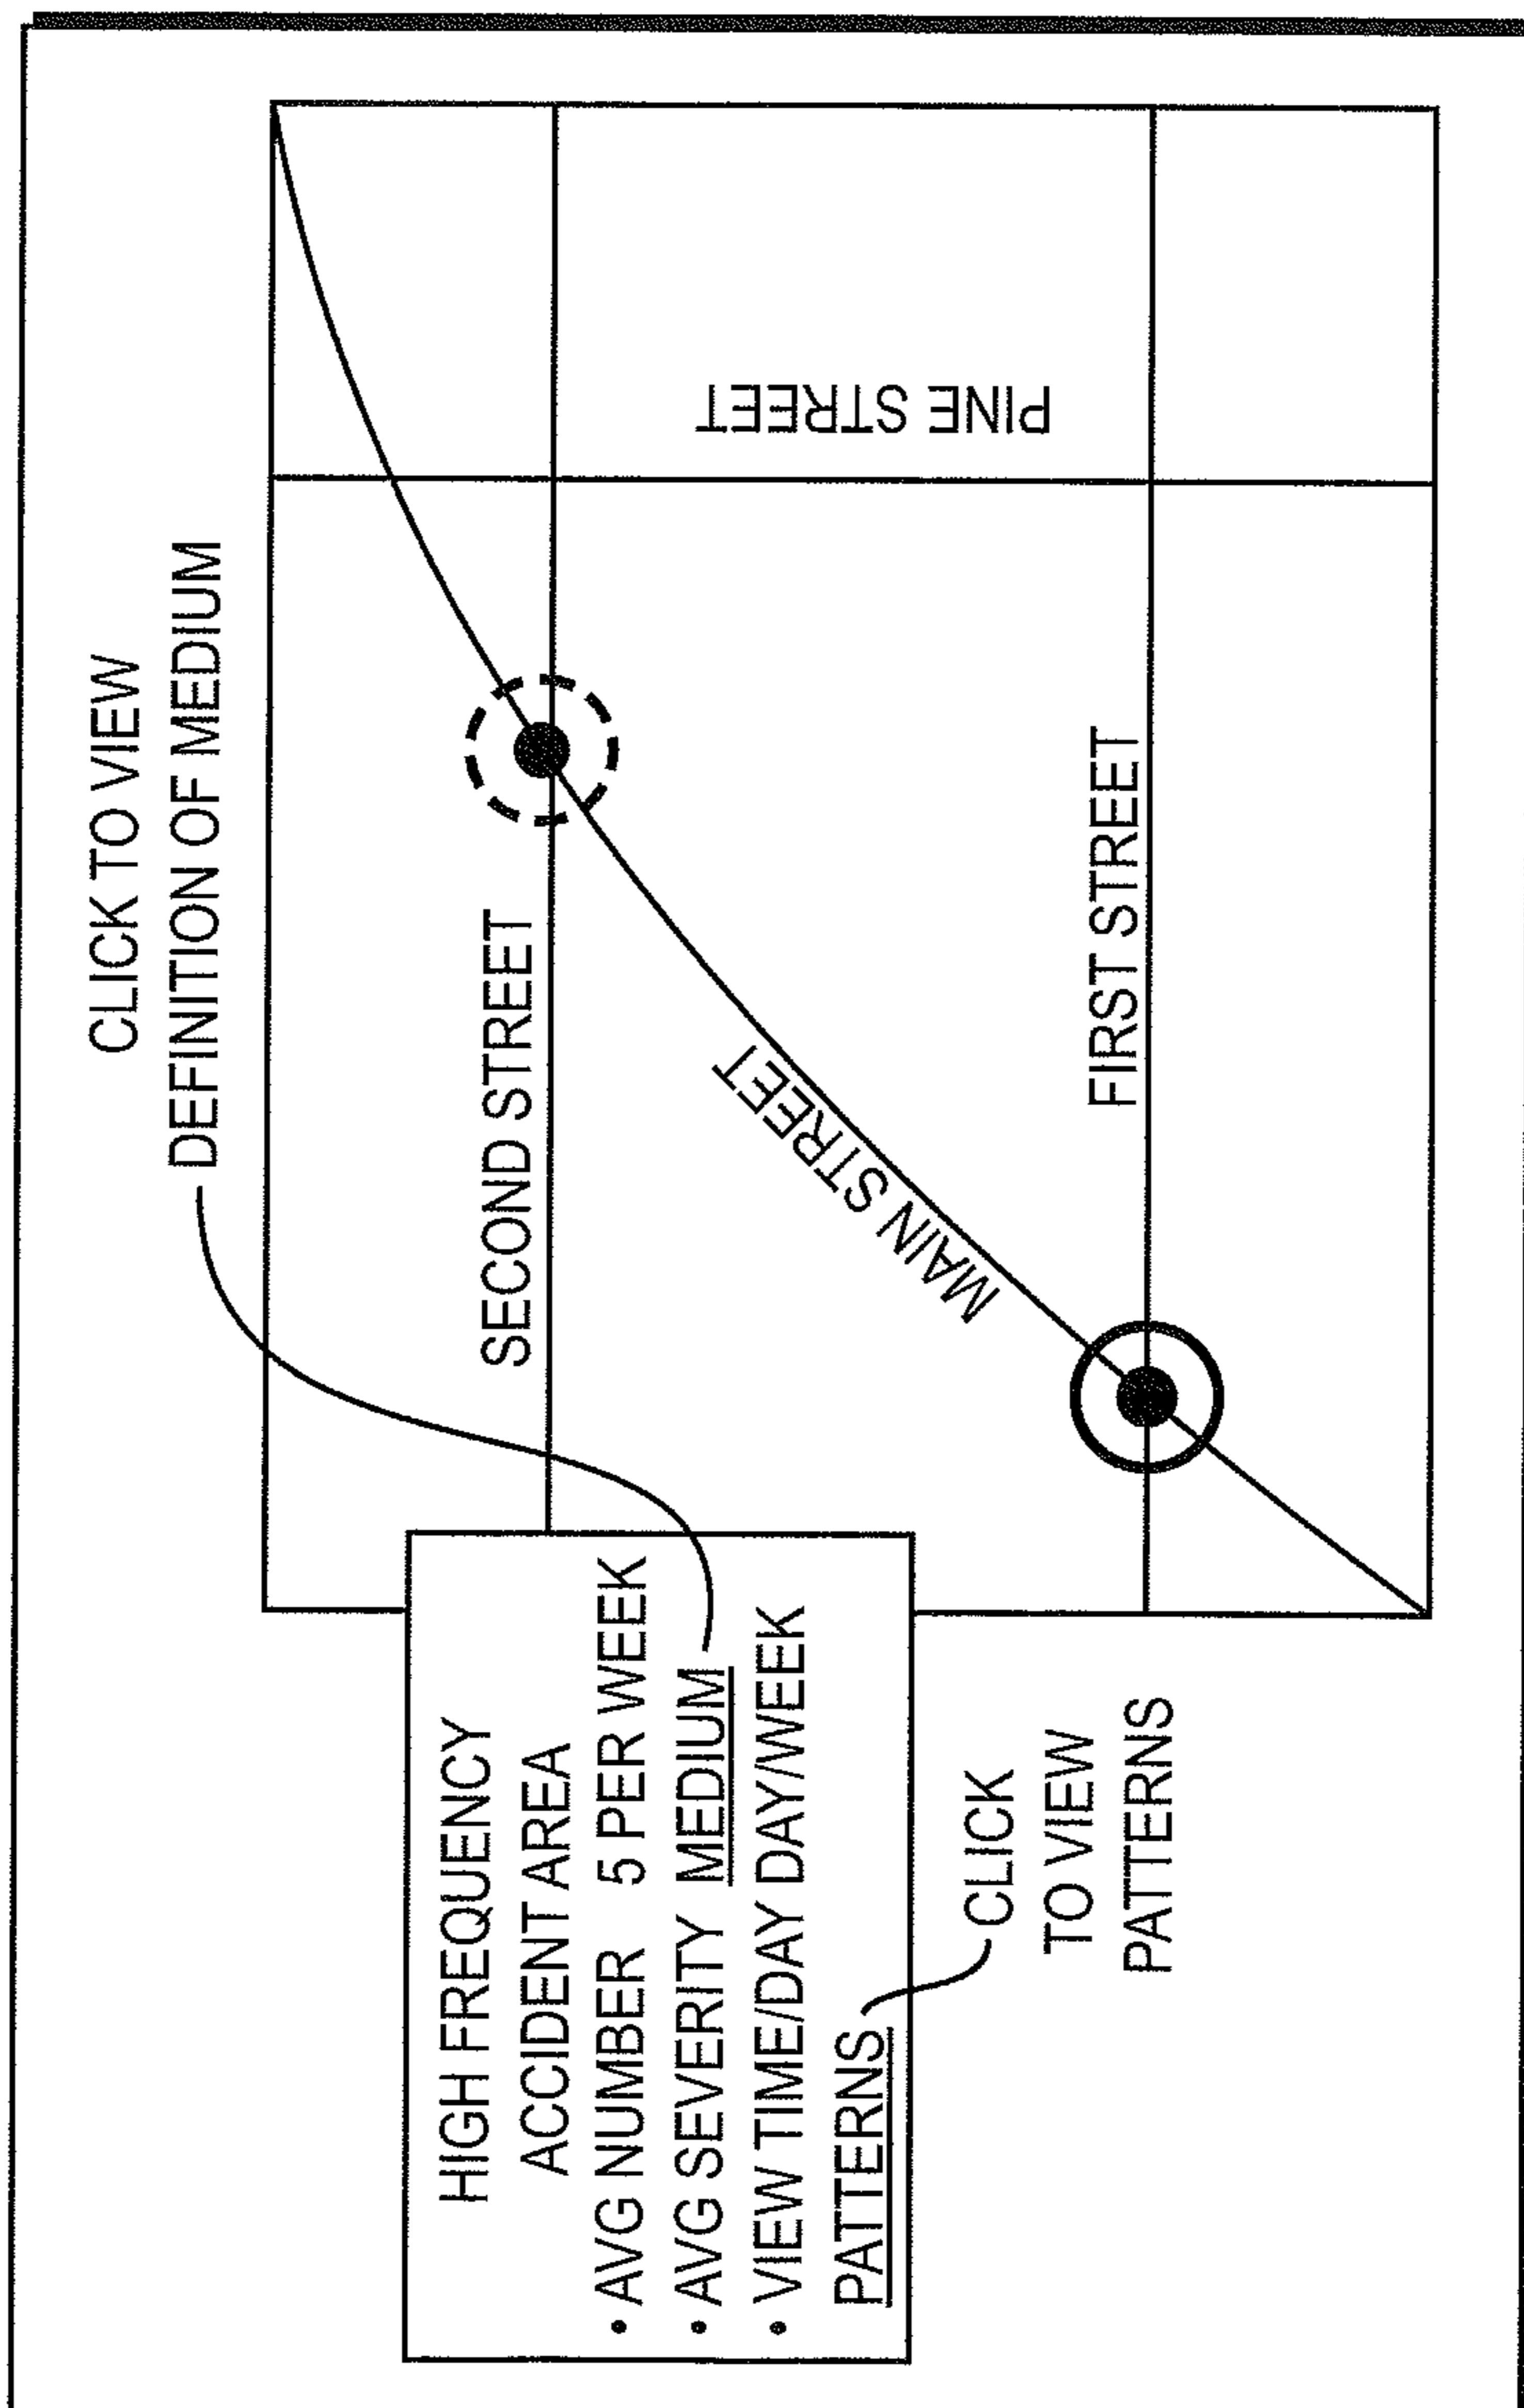 CLICK TO VIEW
DEFINITION OF MEDIUM
HIGH FREQUENCY
ACCIDENT AREA
• AVG NUMBER 5 PER WEEK
• AVG SEVERITY MEDIUM
• VIEW TIME/DAY DAY/WEEK
PATTERNS
CLICK
TO VIEW
PATTERNS
SECOND STREET
MAIN STREET
FIRST STREET
PINE STREET